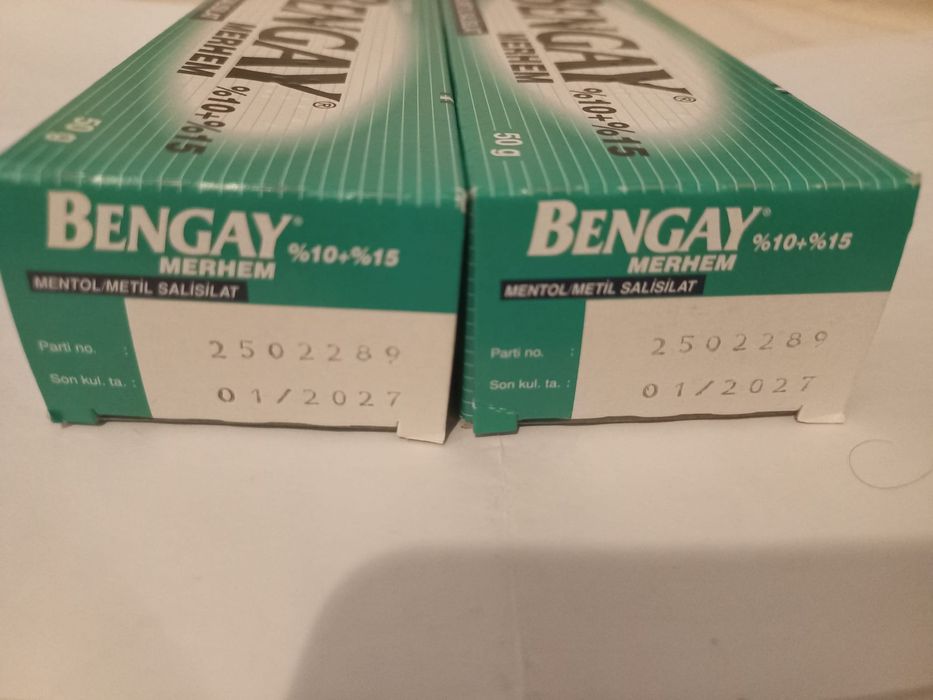 BENGAY®
MERHEM
%10+%15
50 g
BENGAY®
MERHEM
%10+%15
50 g
BENGAY® %10+%15
MERHEM
MENTOL/METİL SALİSİLAT
Parti no. : 2502289
Son kul. ta. : 01/2027
BENGAY® %10+%15
MERHEM
MENTOL/METİL SALİSİLAT
Parti no. : 2502289
Son kul. ta. : 01/2027